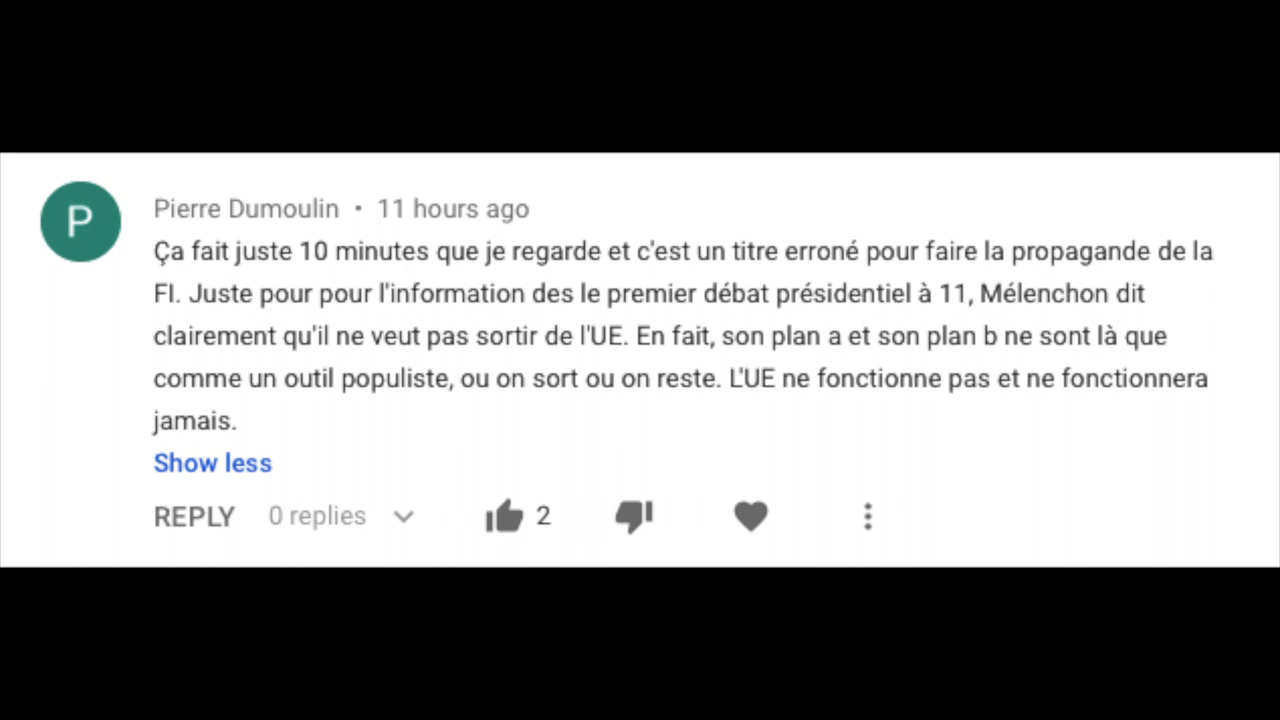 P
Pierre Dumoulin • 11 hours ago
Ça fait juste 10 minutes que je regarde et c'est un titre erroné pour faire la propagande de la
FI. Juste pour pour l'information des le premier débat présidentiel à 11, Mélenchon dit
clairement qu'il ne veut pas sortir de l'UE. En fait, son plan a et son plan b ne sont là que
comme un outil populiste, ou on sort ou on reste. L'UE ne fonctionne pas et ne fonctionnera
jamais.
Show less
REPLY 0 replies 2